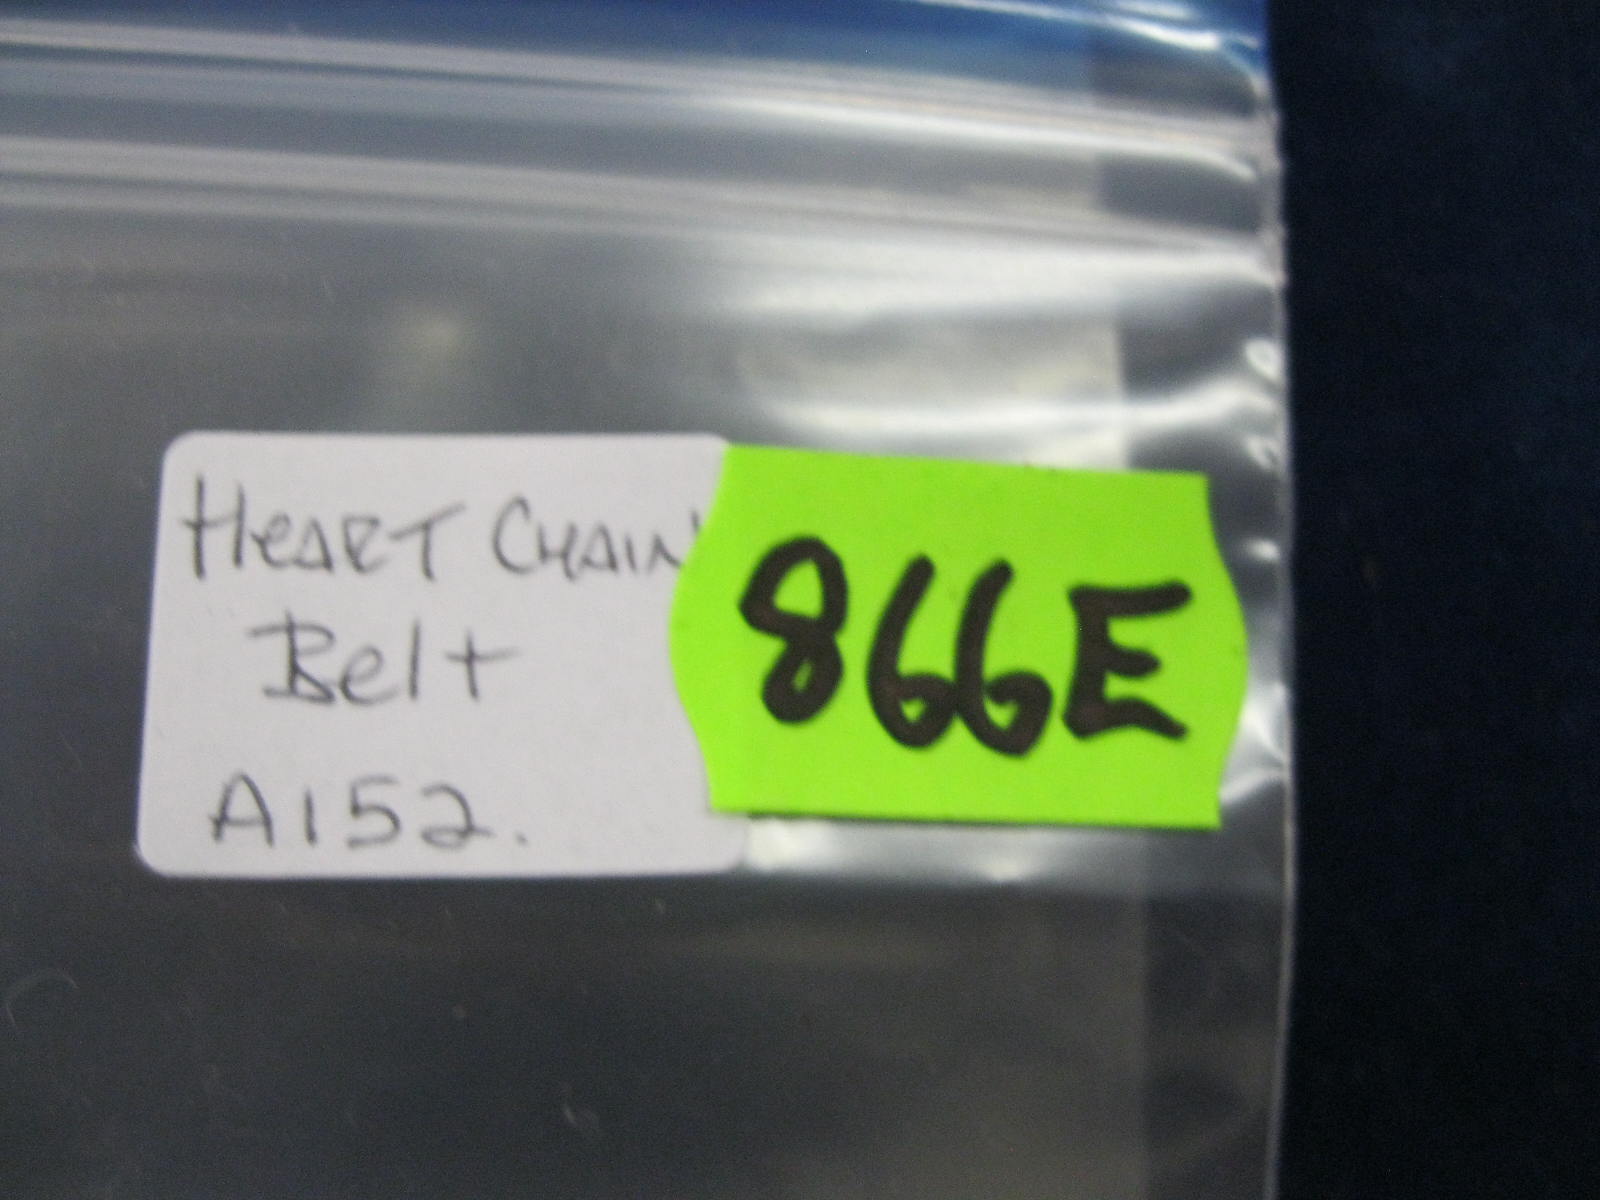 HeART CHAIN
Belt
A152.
866E